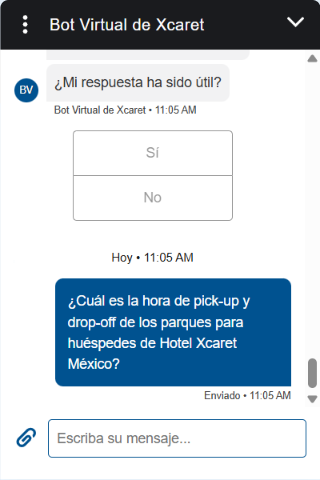 Bot Virtual de Xcaret
¿Mi respuesta ha sido útil?
BV
Bot Virtual de Xcaret • 11:05 AM
Sí
No
Hoy • 11:05 AM
¿Cuál es la hora de pick-up y
drop-off de los parques para
huéspedes de Hotel Xcaret
México?
Enviado • 11:05 AM
Escriba su mensaje...